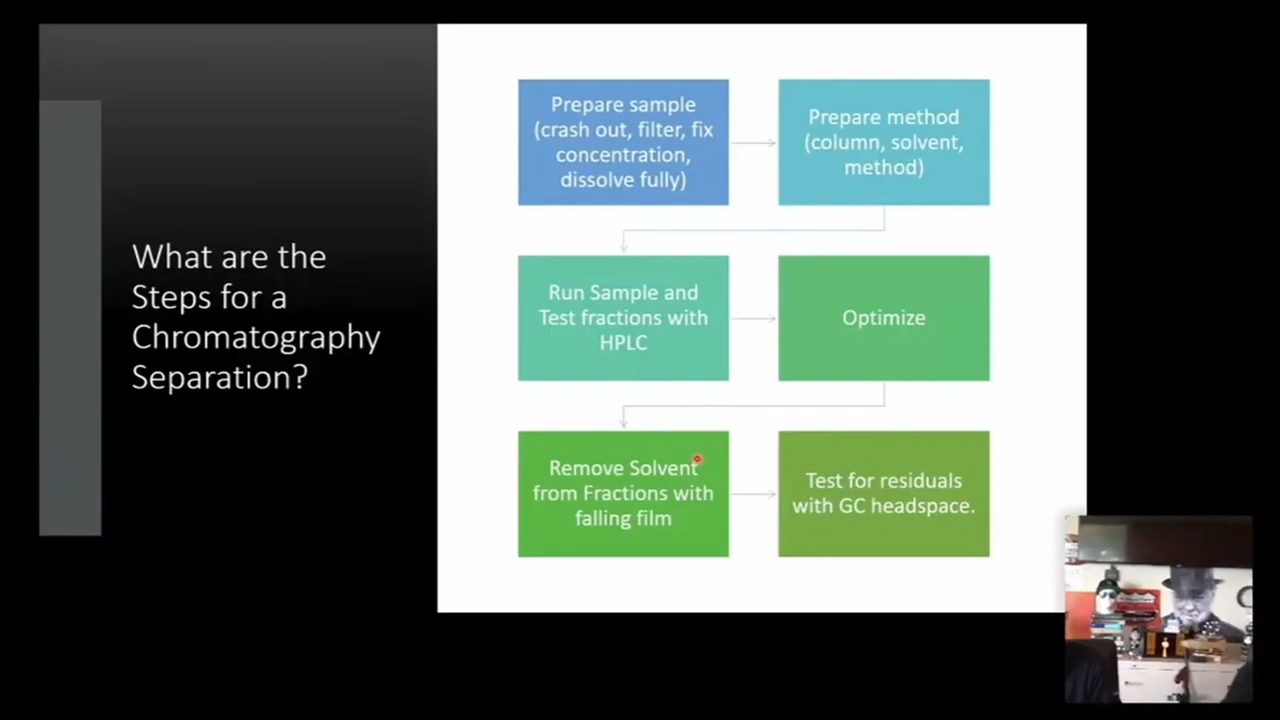 What are the
Steps for a
Chromatography
Separation?
Prepare sample
(crash out, filter, fix
concentration,
dissolve fully)
Prepare method
(column, solvent,
method)
Run Sample and
Test fractions with
HPLC
Optimize
Remove Solvent
from Fractions with
falling film
Test for residuals
with GC headspace.